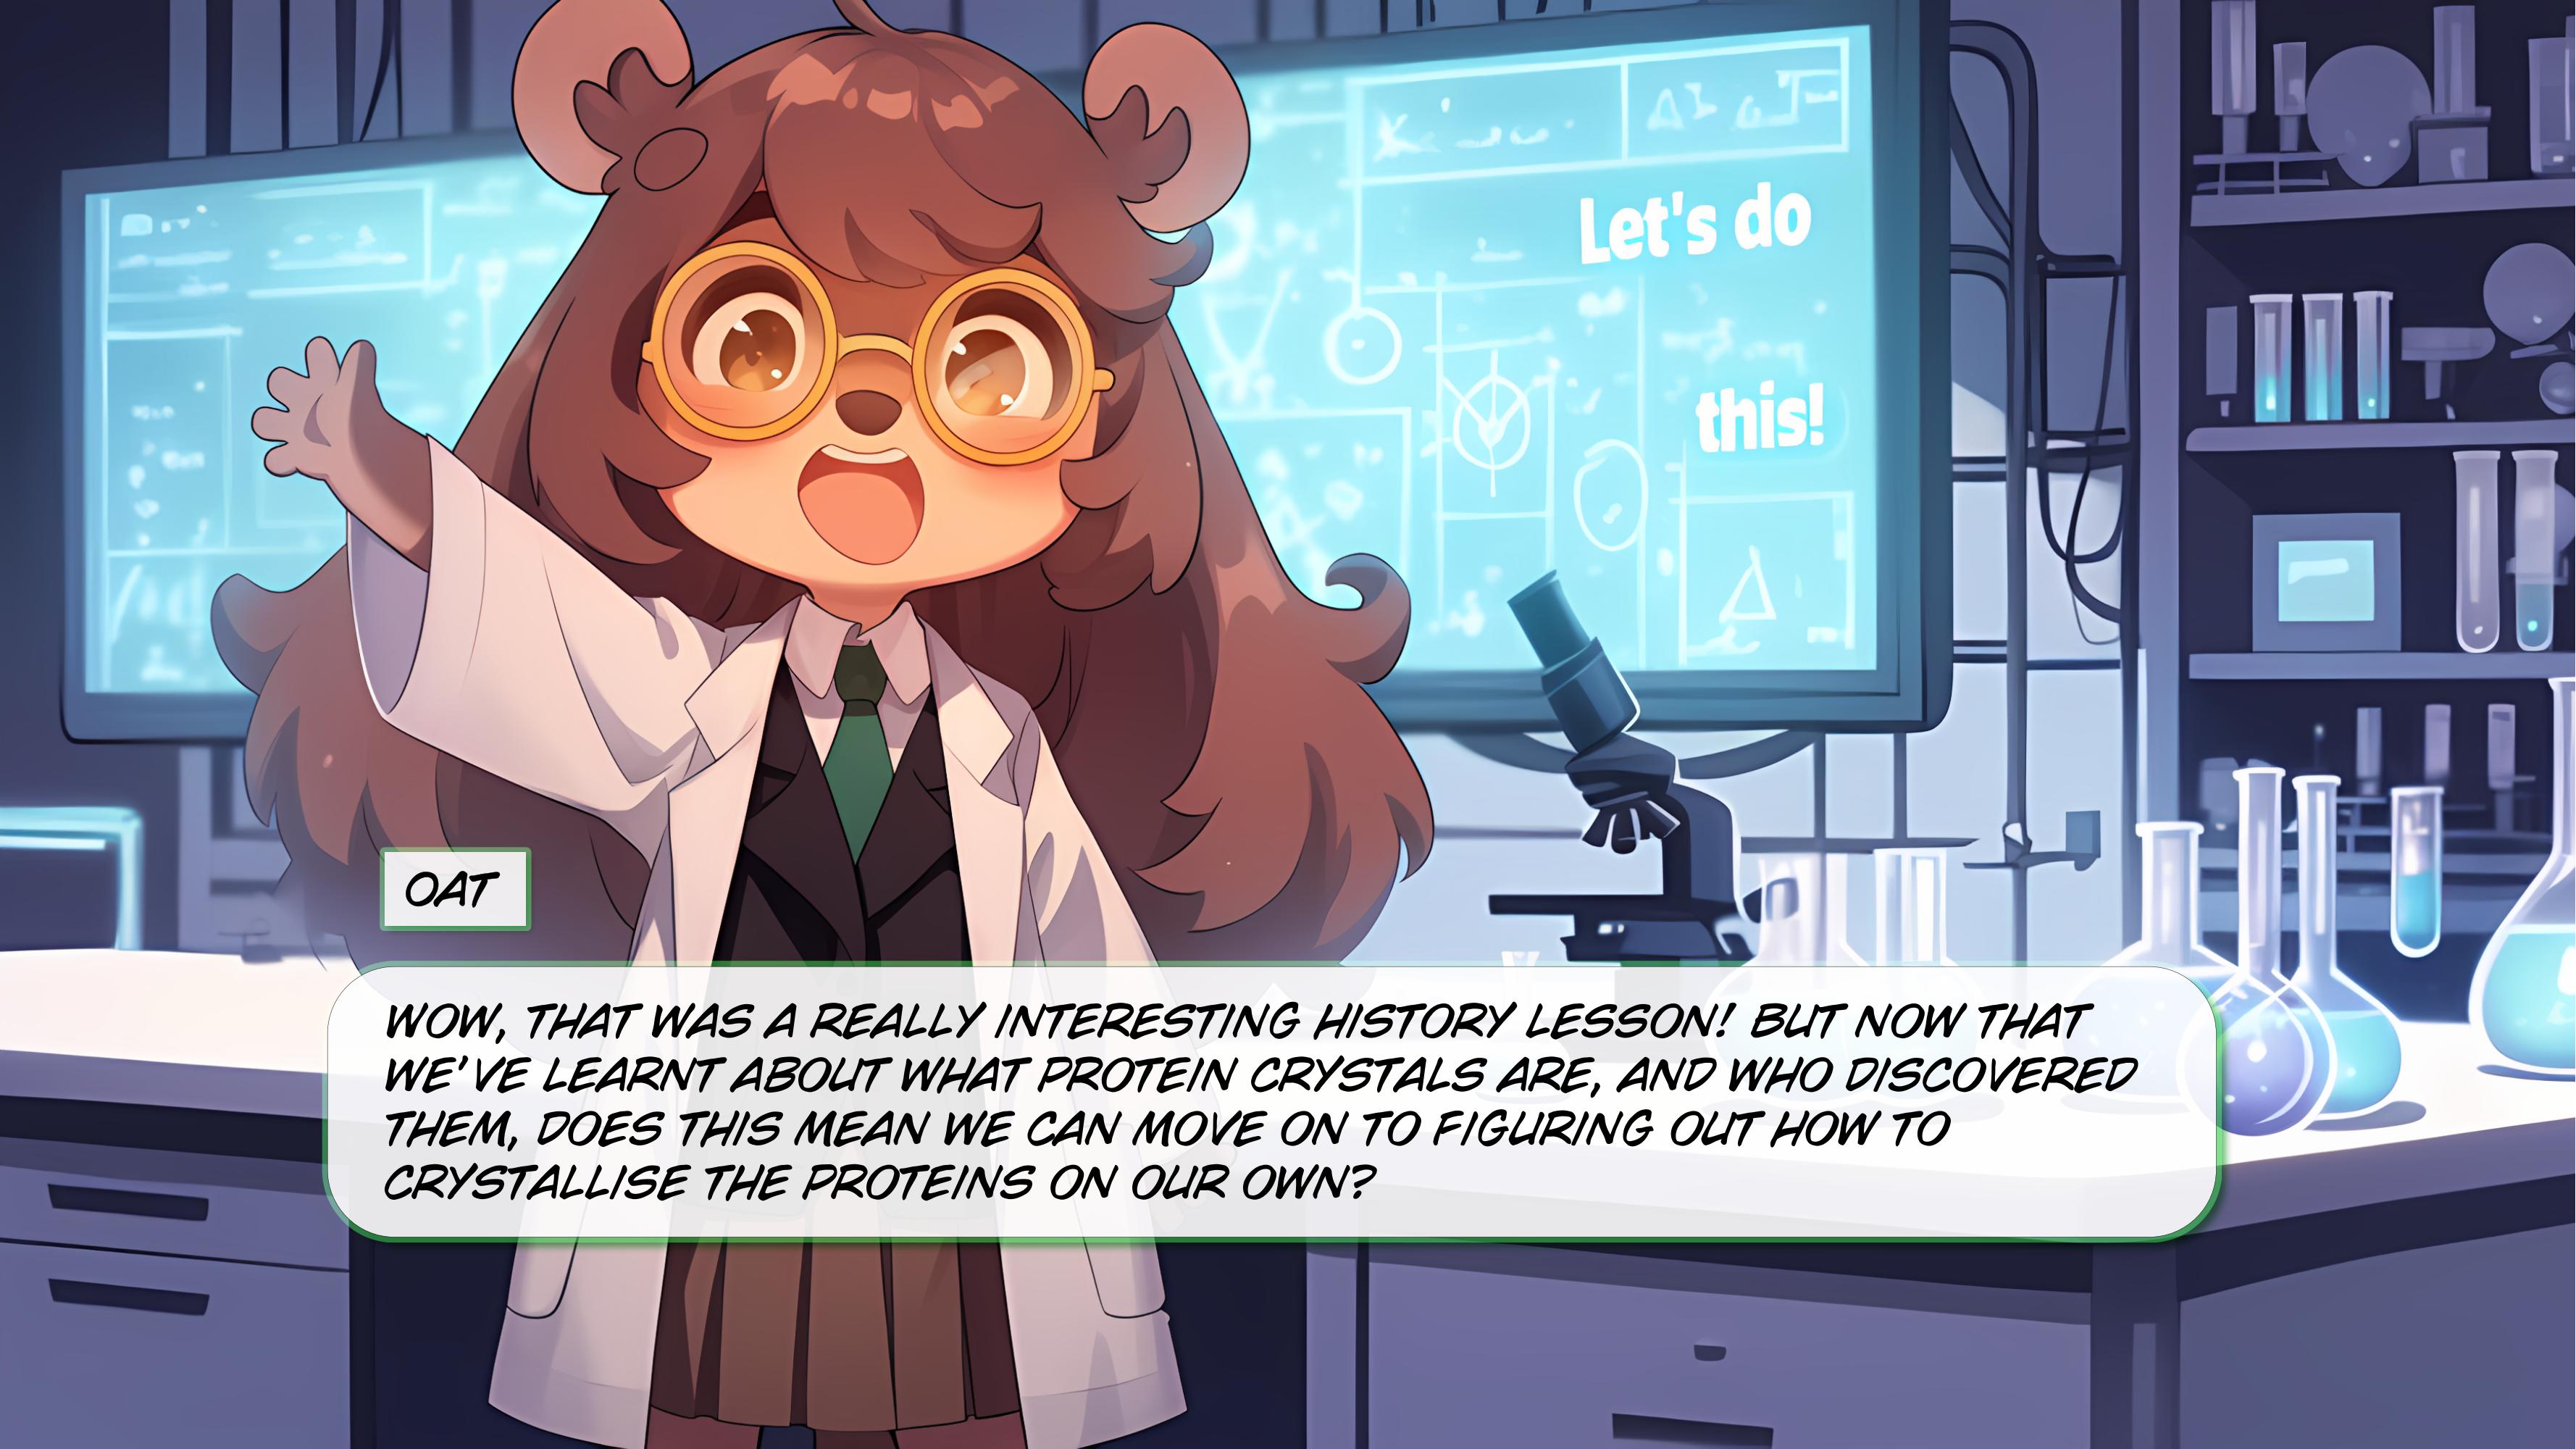 Let's do
this!
OAT
WOW, THAT WAS A REALLY INTERESTING HISTORY LESSON! BUT NOW THAT
WE'VE LEARNT ABOUT WHAT PROTEIN CRYSTALS ARE, AND WHO DISCOVERED
THEM, DOES THIS MEAN WE CAN MOVE ON TO FIGURING OUT HOW TO
CRYSTALLISE THE PROTEINS ON OUR OWN?